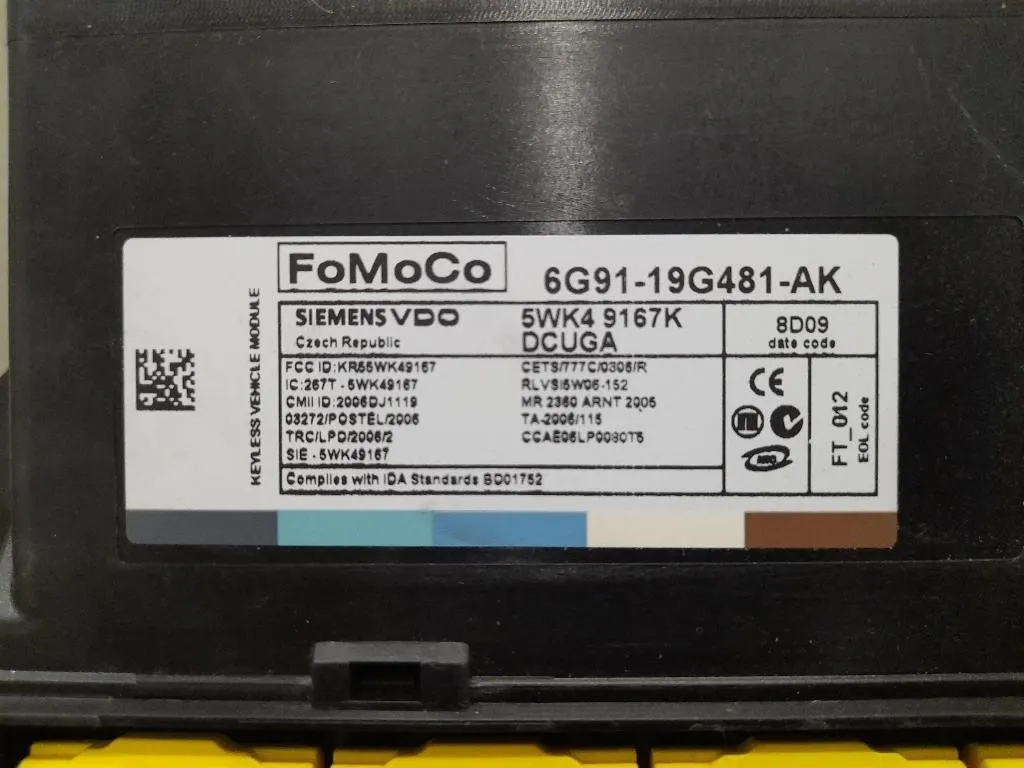 FoMoCo
6G91-19G481-AK
KEYLESS VEHICLE MODULE
SIEMENS VDO
Czech Republic
5WK4 9167K
DCUGA
8D09
date code
FCC ID:KR55WK49167
IC:267T - 5WK49167
CMII ID:2006DJ1119
03272/POSTEL/2006
TRC/LPD/2006/2
SIE - 5WK49167
CETS/777C/0306/R
RLVSI5W06-152
MR 2360 ARNT 2005
TA-2006/115
CCAE06LP0080T5
CE
FT_012
EOL code
Complies with IDA Standards BD01752